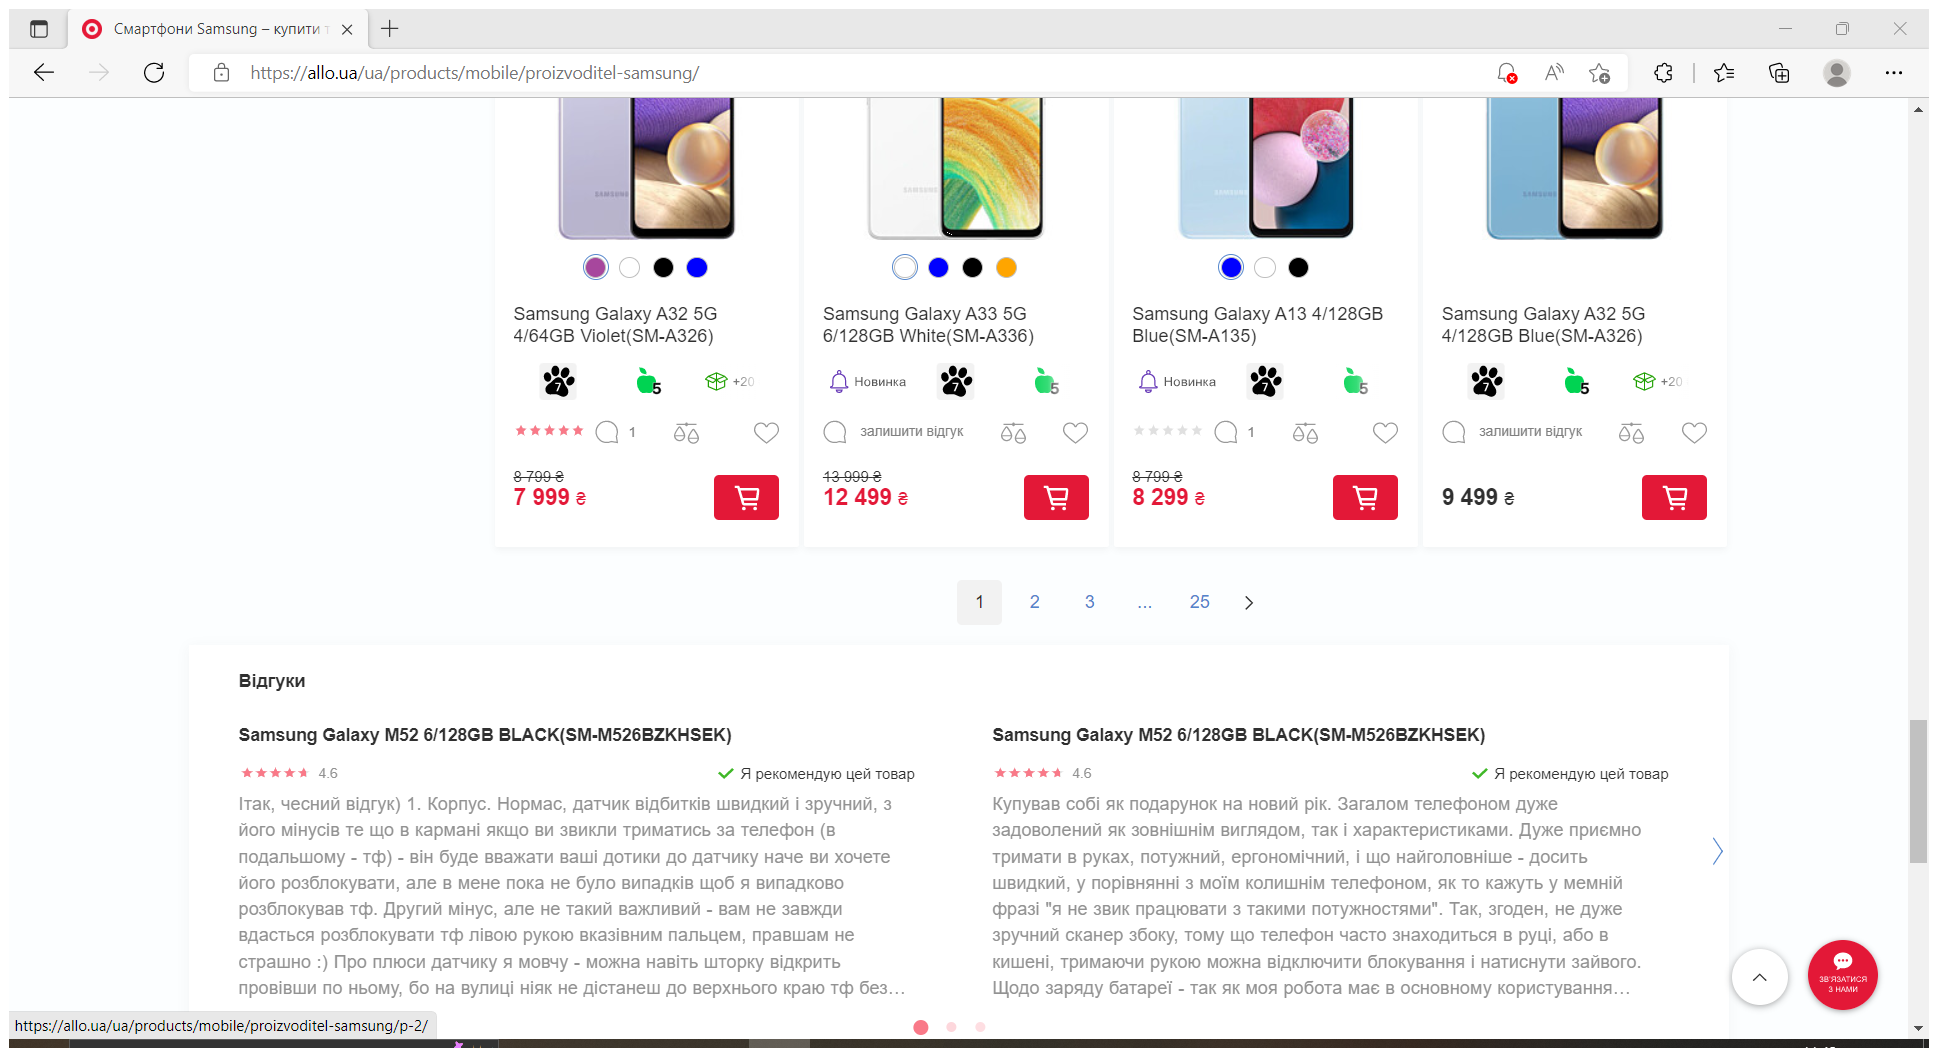 Смартфони Samsung – купити т
https://allo.ua/ua/products/mobile/proizvoditel-samsung/
SAMSUNG
SAMSUNG
SAMSUNG
SAMSUNG
Samsung Galaxy A32 5G
4/64GB Violet(SM-A326)
7
5
+20
1
8 799 ₴
7 999 ₴
Samsung Galaxy A33 5G
6/128GB White(SM-A336)
Новинка
7
5
залишити відгук
13 999 ₴
12 499 ₴
Samsung Galaxy A13 4/128GB
Blue(SM-A135)
Новинка
7
5
1
8 799 ₴
8 299 ₴
Samsung Galaxy A32 5G
4/128GB Blue(SM-A326)
7
5
+20
залишити відгук
9 499 ₴
1 2 3 ... 25
Відгуки
Samsung Galaxy M52 6/128GB BLACK(SM-M526BZKHSEK)
4.6
Я рекомендую цей товар
Ітак, чесний відгук) 1. Корпус. Нормас, датчик відбитків швидкий і зручний, з
його мінусів те що в кармані якщо ви звикли триматись за телефон (в
подальшому - тф) - він буде вважати ваші дотики до датчику наче ви хочете
його розблокувати, але в мене пока не було випадків щоб я випадково
розблокував тф. Другий мінус, але не такий важливий - вам не завжди
вдасться розблокувати тф лівою рукою вказівним пальцем, правшам не
страшно :) Про плюси датчику я мовчу - можна навіть шторку відкрить
провівши по ньому, бо на вулиці ніяк не дістанеш до верхнього краю тф без…
Samsung Galaxy M52 6/128GB BLACK(SM-M526BZKHSEK)
4.6
Я рекомендую цей товар
Купував собі як подарунок на новий рік. Загалом телефоном дуже
задоволений як зовнішнім виглядом, так і характеристиками. Дуже приємно
тримати в руках, потужний, ергономічний, і що найголовніше - досить
швидкий, у порівнянні з моїм колишнім телефоном, як то кажуть у мемній
фразі "я не звик працювати з такими потужностями". Так, згоден, не дуже
зручний сканер збоку, тому що телефон часто знаходиться в руці, або в
кишені, тримаючи рукою можна відключити блокування і натиснути зайвого.
Щодо заряду батареї - так як моя робота має в основному користування…
ЗВ'ЯЗАТИСЯ
З НАМИ
https://allo.ua/ua/products/mobile/proizvoditel-samsung/p-2/